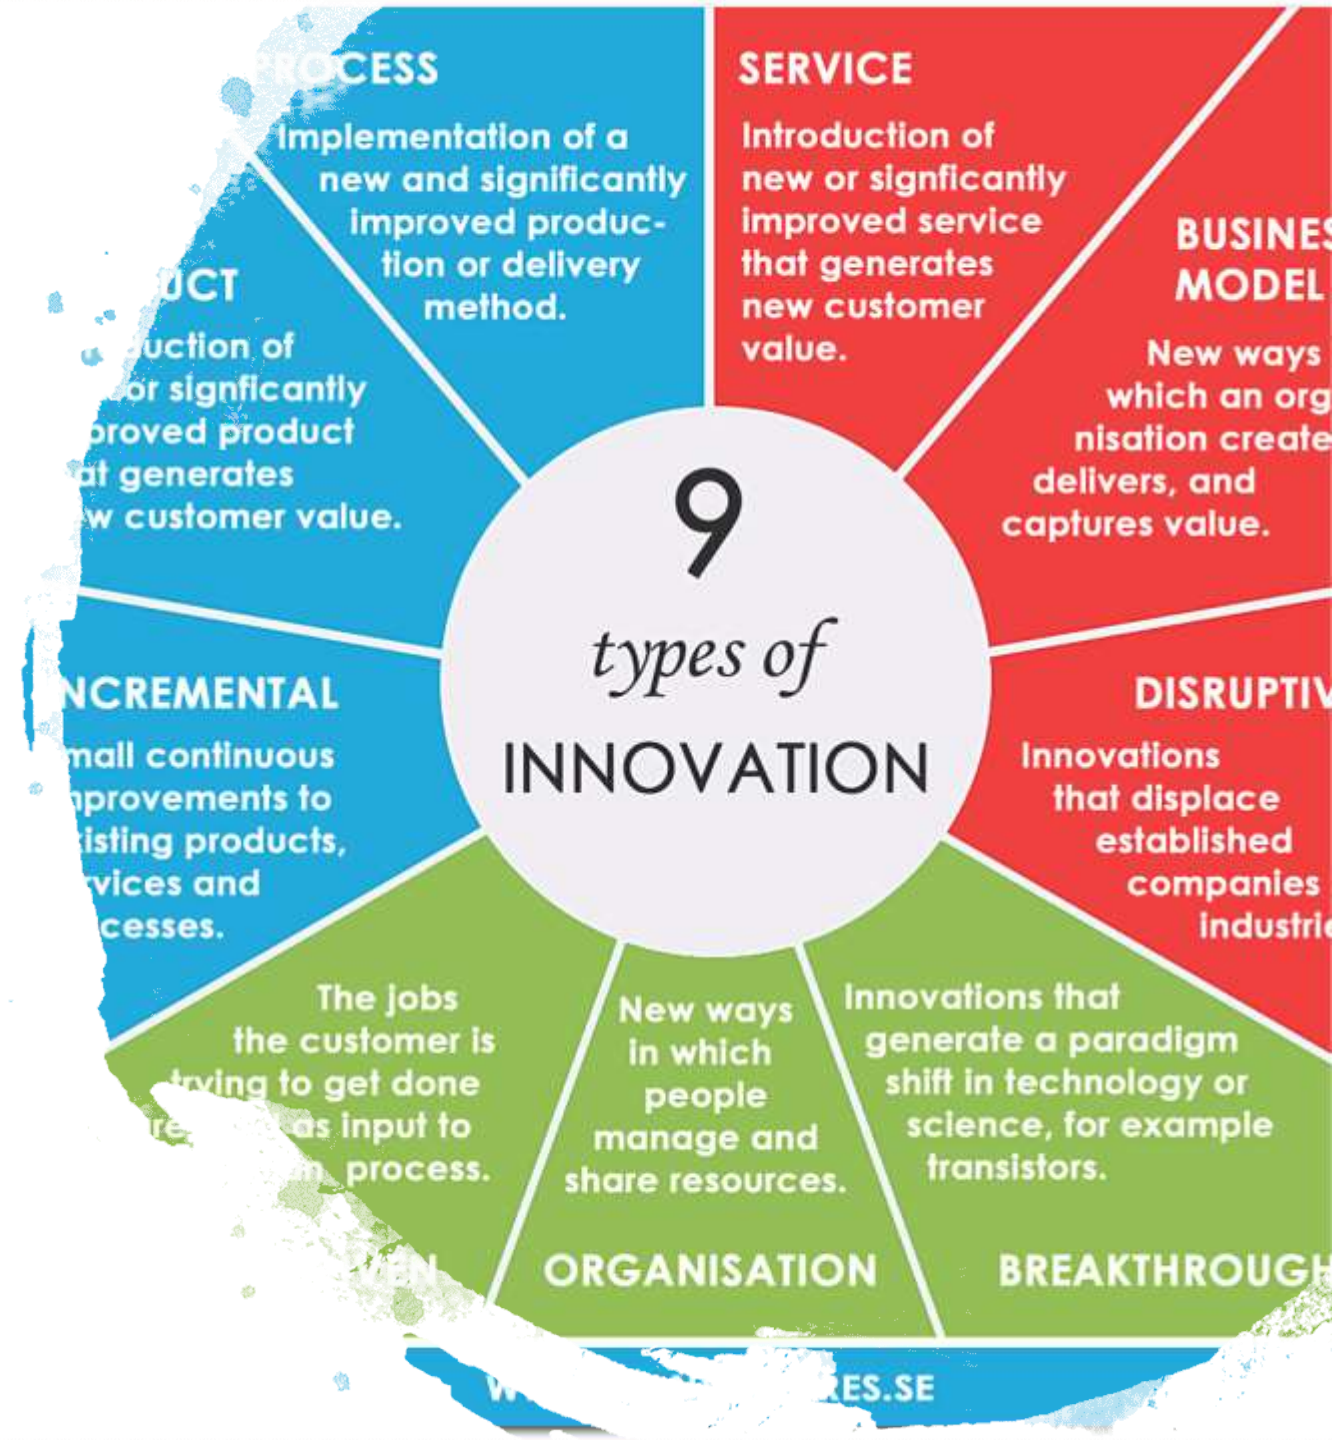 PROCESS
Implementation of a
new and significantly
improved produc-
tion or delivery
method.
SERVICE
Introduction of
new or signficantly
improved service
that generates
new customer
value.
BUSINES
MODEL
New ways
which an org
nisation create
delivers, and
captures value.
DISRUPTIV
Innovations
that displace
established
companies
industrie
Innovations that
generate a paradigm
shift in technology or
science, for example
transistors.
BREAKTHROUGH
New ways
in which
people
manage and
share resources.
ORGANISATION
The jobs
the customer is
trying to get done
as input to
process.
VEN
NCREMENTAL
mall continuous
mprovements to
isting products,
rvices and
cesses.
UCT
uction of
or signficantly
proved product
at generates
w customer value.
9
types of
INNOVATION
RES.SE